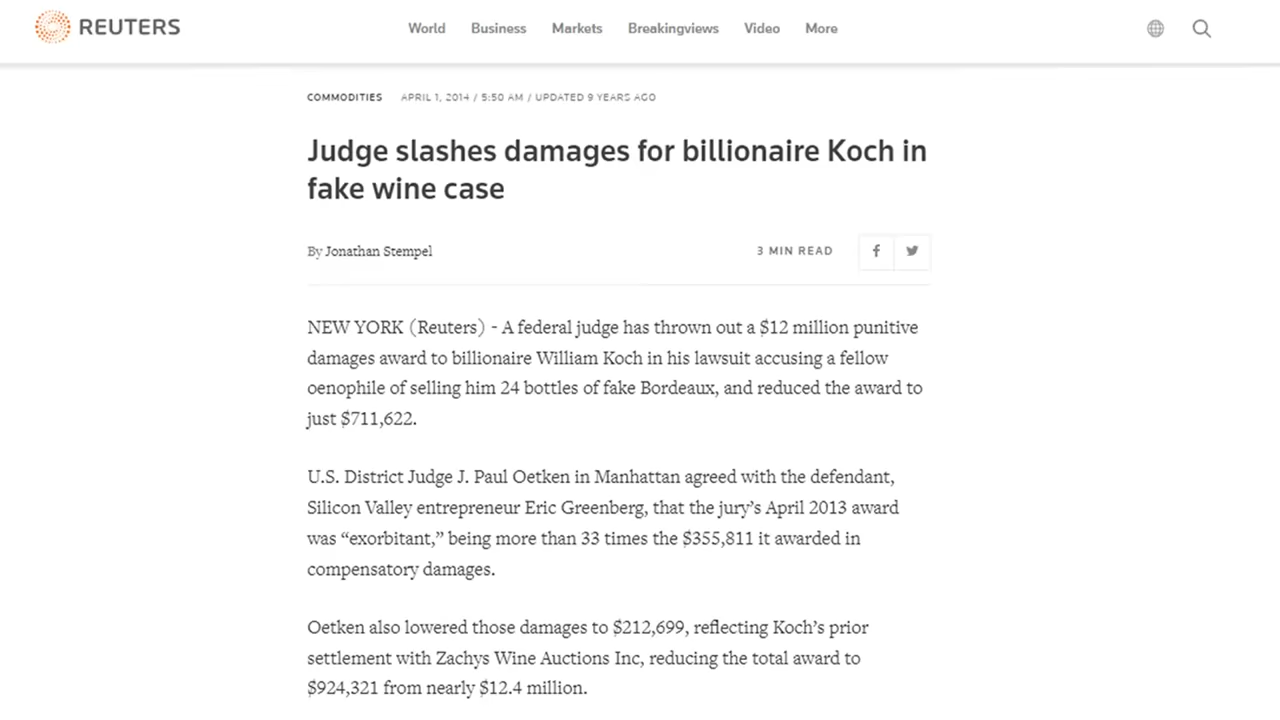 REUTERS
World Business Markets Breakingviews Video More
COMMODITIES APRIL 1, 2014 / 5:50 AM / UPDATED 9 YEARS AGO
Judge slashes damages for billionaire Koch in
fake wine case
By Jonathan Stempel
3 MIN READ
NEW YORK (Reuters) - A federal judge has thrown out a $12 million punitive
damages award to billionaire William Koch in his lawsuit accusing a fellow
oenophile of selling him 24 bottles of fake Bordeaux, and reduced the award to
just $711,622.
U.S. District Judge J. Paul Oetken in Manhattan agreed with the defendant,
Silicon Valley entrepreneur Eric Greenberg, that the jury’s April 2013 award
was “exorbitant,” being more than 33 times the $355,811 it awarded in
compensatory damages.
Oetken also lowered those damages to $212,699, reflecting Koch’s prior
settlement with Zachys Wine Auctions Inc, reducing the total award to
$924,321 from nearly $12.4 million.